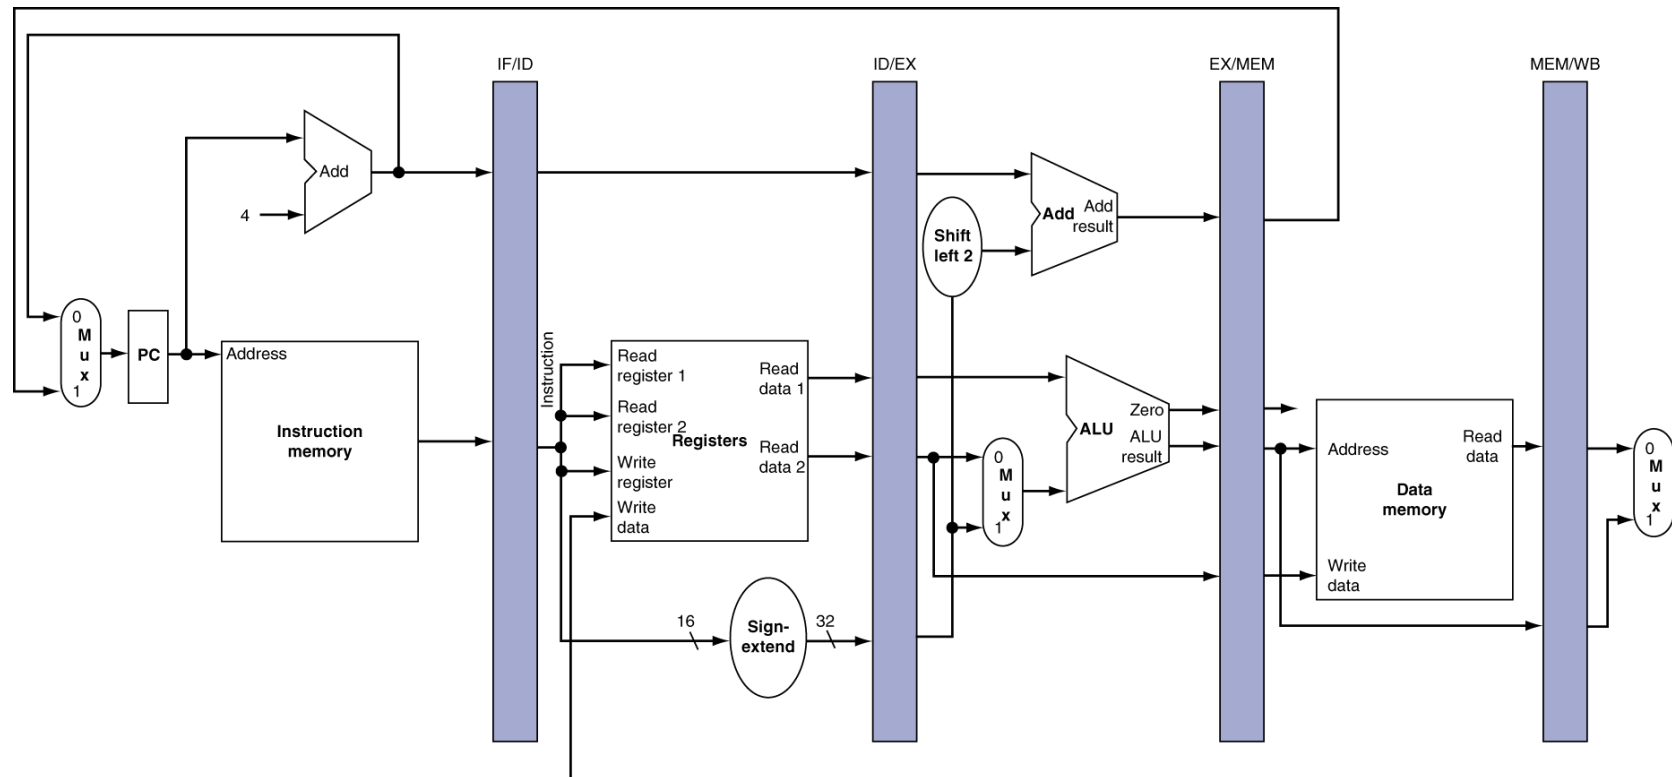 IF/ID
ID/EX
EX/MEM
MEM/WB
Add
4
Shift
left 2
Add
Add
result
0
M
u
x
1
PC
Address
Instruction
memory
Instruction
Read
register 1
Read
register 2
Write
register
Write
data
Registers
Read
data 1
Read
data 2
16
Sign-
extend
32
0
M
u
x
1
ALU
Zero
ALU
result
Address
Read
data
Data
memory
Write
data
0
M
u
x
1